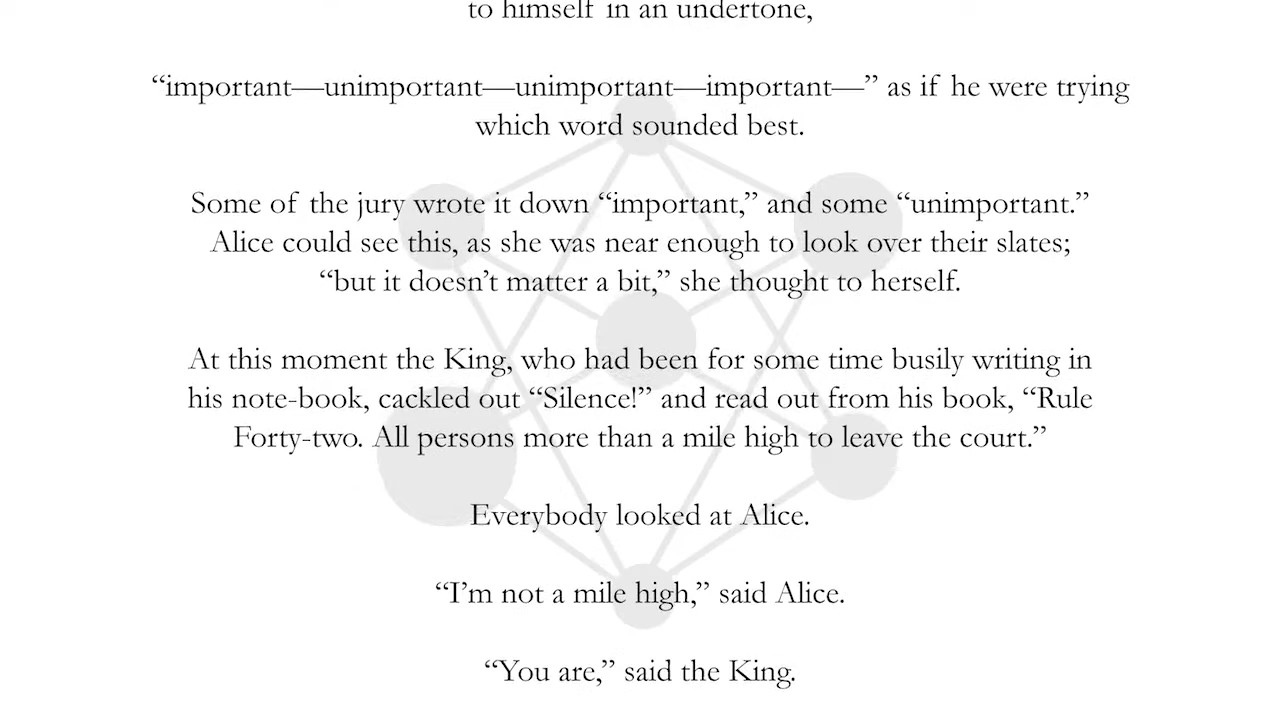 to himself in an undertone,
“important—unimportant—unimportant—important—” as if he were trying
which word sounded best.
Some of the jury wrote it down “important,” and some “unimportant.”
Alice could see this, as she was near enough to look over their slates;
“but it doesn’t matter a bit,” she thought to herself.
At this moment the King, who had been for some time busily writing in
his note-book, cackled out “Silence!” and read out from his book, “Rule
Forty-two. All persons more than a mile high to leave the court.”
Everybody looked at Alice.
“I’m not a mile high,” said Alice.
“You are,” said the King.